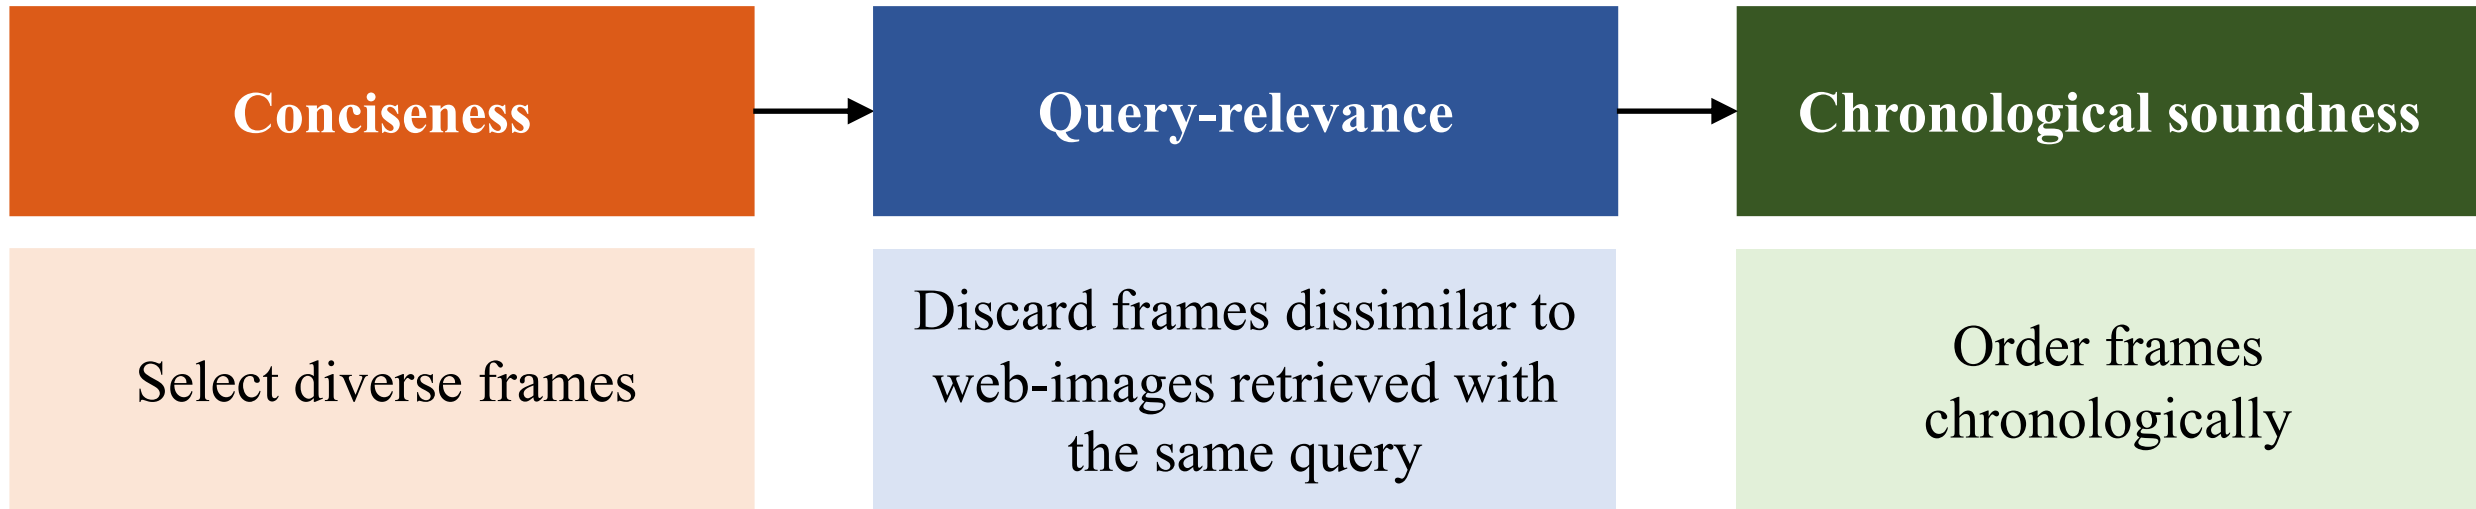 Conciseness
Query-relevance
Chronological soundness
Select diverse frames
Discard frames dissimilar to
web-images retrieved with
the same query
Order frames
chronologically